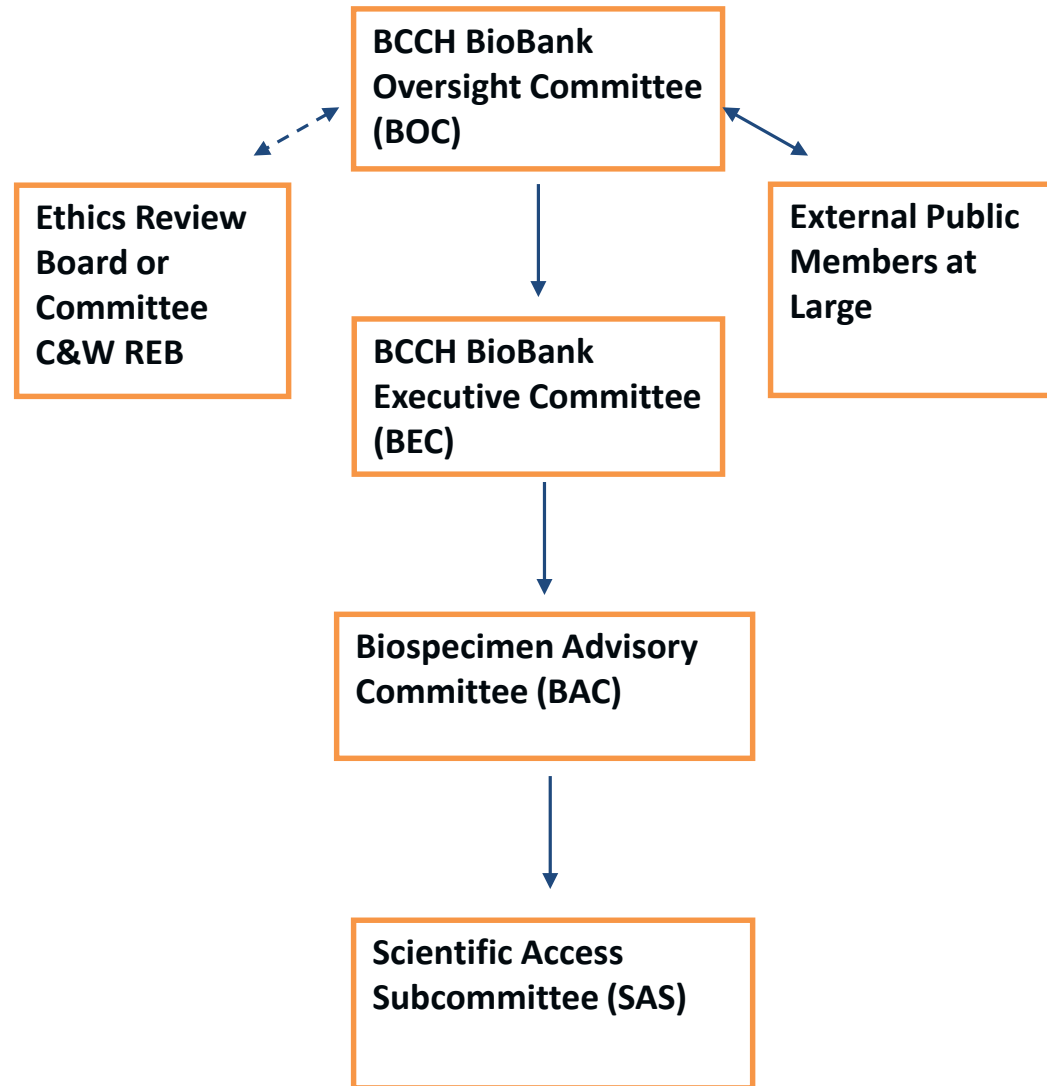 BCCH BioBank
Oversight Committee
(BOC)
Ethics Review
Board or
Committee
C&W REB
External Public
Members at
Large
BCCH BioBank
Executive Committee
(BEC)
Biospecimen Advisory
Committee (BAC)
Scientific Access
Subcommittee (SAS)